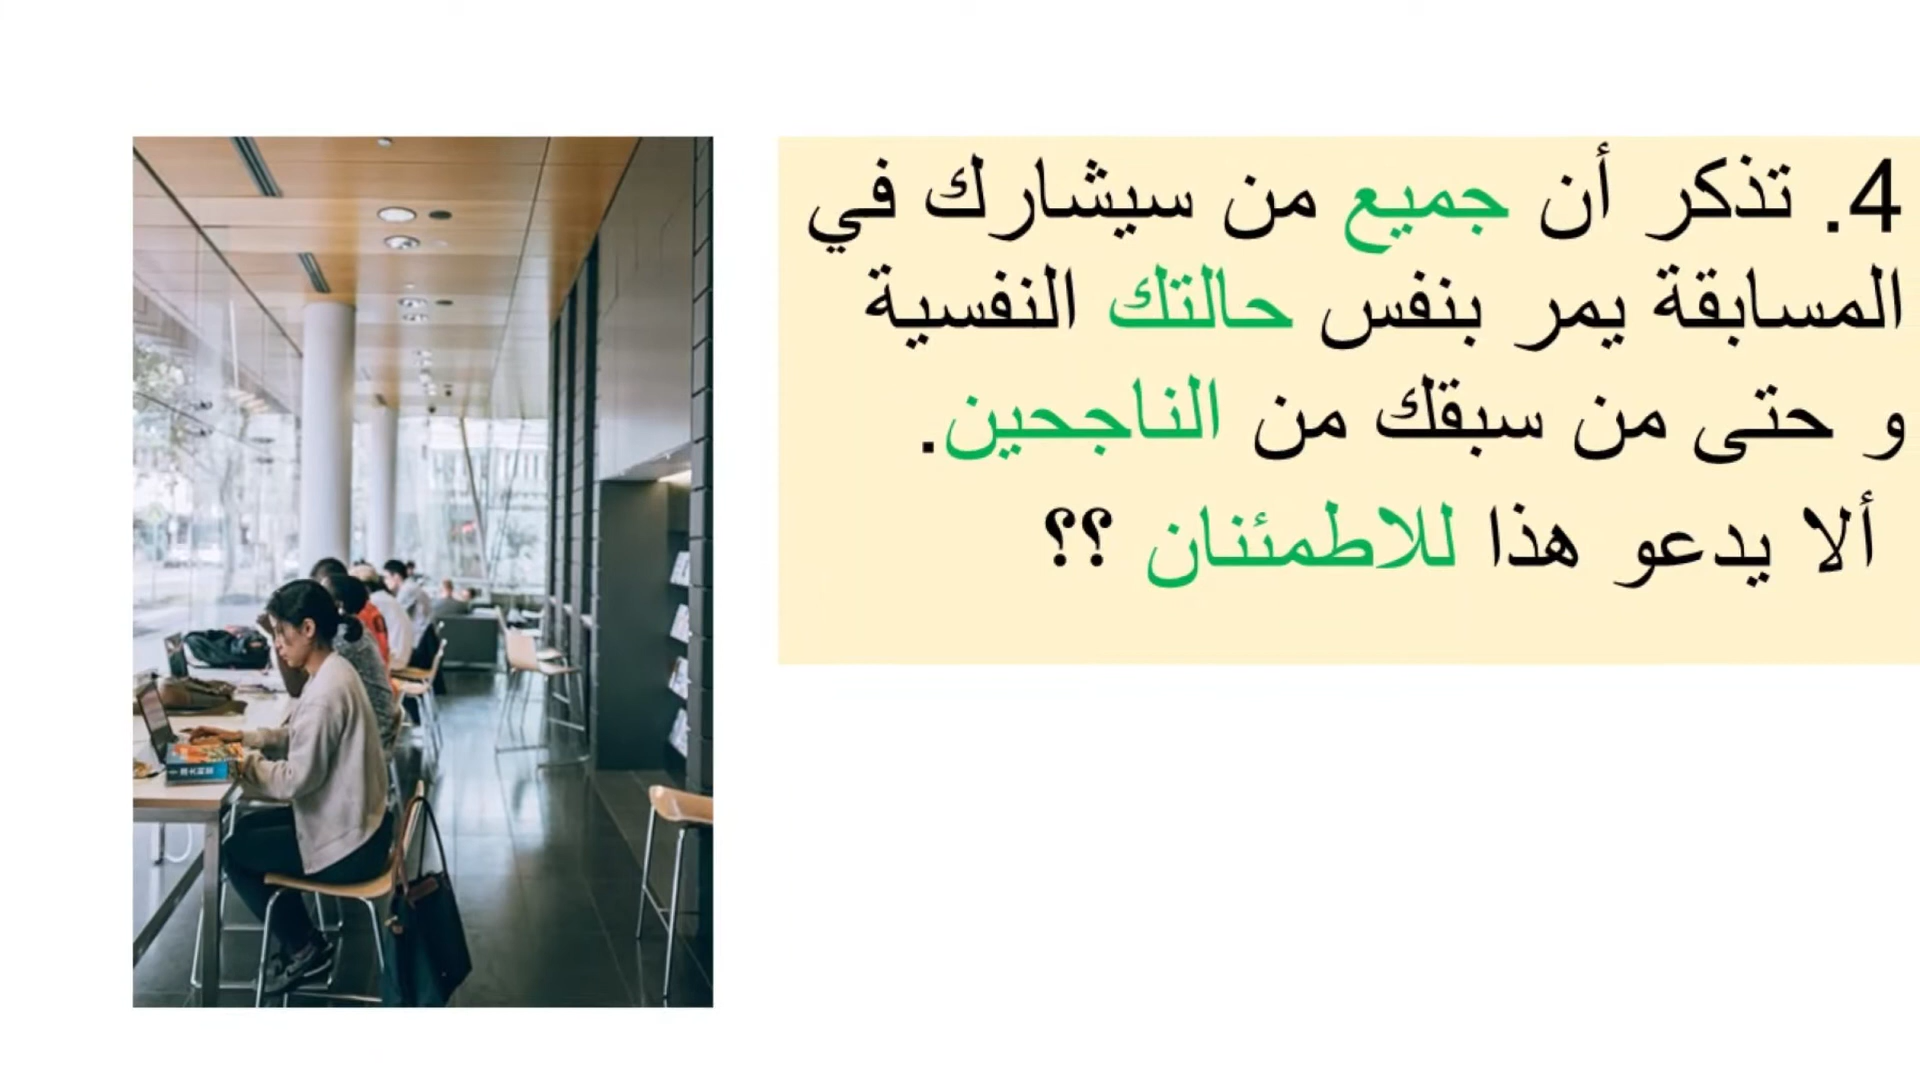 4. تذكر أن جميع من سيشارك في
المسابقة يمر بنفس حالتك النفسية
و حتى من سبقك من الناجحين.
ألا يدعو هذا للاطمئنان ؟؟